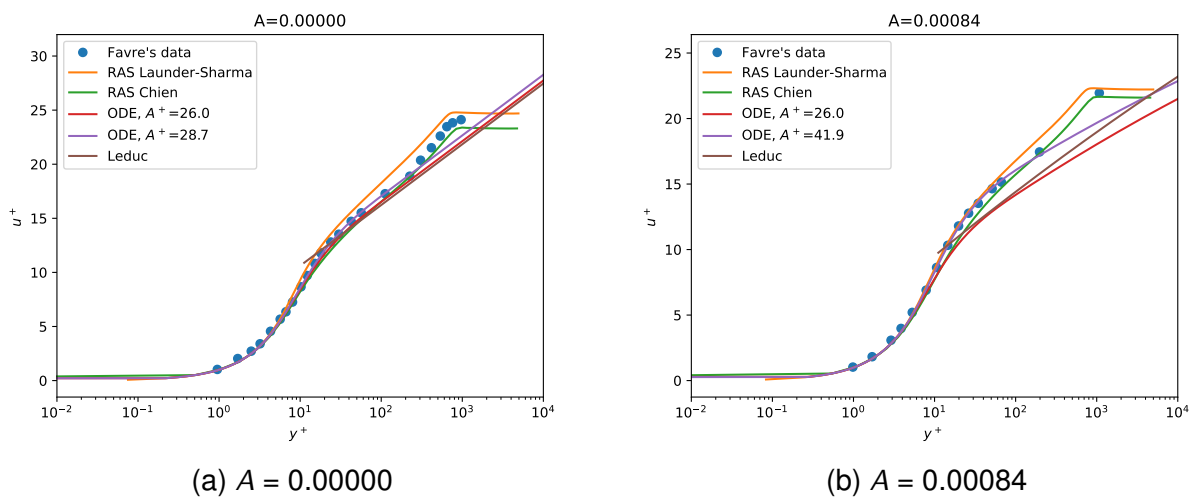 A=0.00000
Favre's data
RAS Launder-Sharma
RAS Chien
ODE, A⁺=26.0
ODE, A⁺=28.7
Leduc
30
25
20
15
10
5
0
u⁺
10⁻² 10⁻¹ 10⁰ 10¹ 10² 10³ 10⁴
y⁺
(a) A = 0.00000
A=0.00084
Favre's data
RAS Launder-Sharma
RAS Chien
ODE, A⁺=26.0
ODE, A⁺=41.9
Leduc
25
20
15
10
5
0
u⁺
10⁻² 10⁻¹ 10⁰ 10¹ 10² 10³ 10⁴
y⁺
(b) A = 0.00084